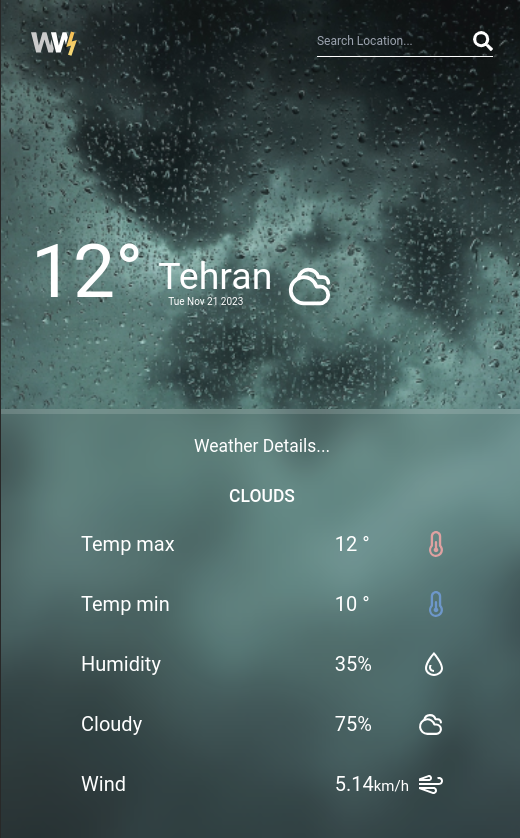 WW
Search Location...
12° Tehran
Tue Nov 21 2023
Weather Details...
CLOUDS
Temp max 12 °
Temp min 10 °
Humidity 35%
Cloudy 75%
Wind 5.14km/h